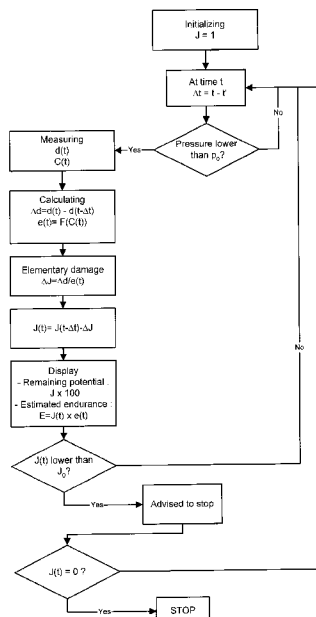 Initializing
J = 1
At time t
Δt = t - t'
No
Pressure lower
than p₀?
Yes
Measuring
d(t)
C(t)
Calculating
Δd=d(t) - d(t-Δt)
e(t)= F(C(t))
Elementary damage
ΔJ=Δd/e(t)
J(t)= J(t-Δt)-ΔJ
No
Display
- Remaining potential :
J x 100
- Estimated endurance :
E=J(t) x e(t)
J(t) lower than
J₀?
Yes
Advised to stop
J(t) = 0 ?
Yes
STOP